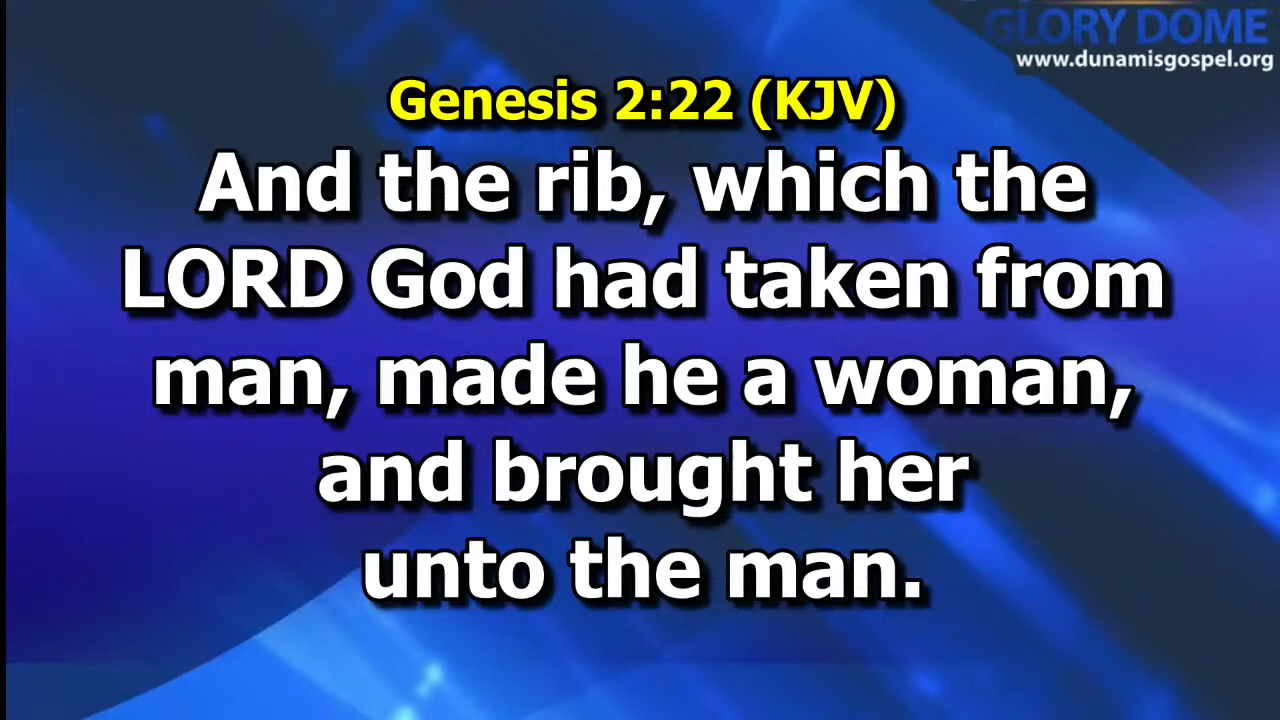 GLORY DOME
www.dunamisgospel.org
Genesis 2:22 (KJV)
And the rib, which the
LORD God had taken from
man, made he a woman,
and brought her
unto the man.